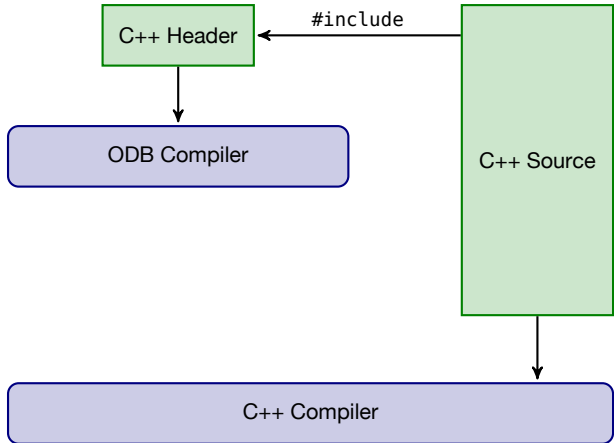 #include
C++ Header
ODB Compiler
C++ Source
C++ Compiler